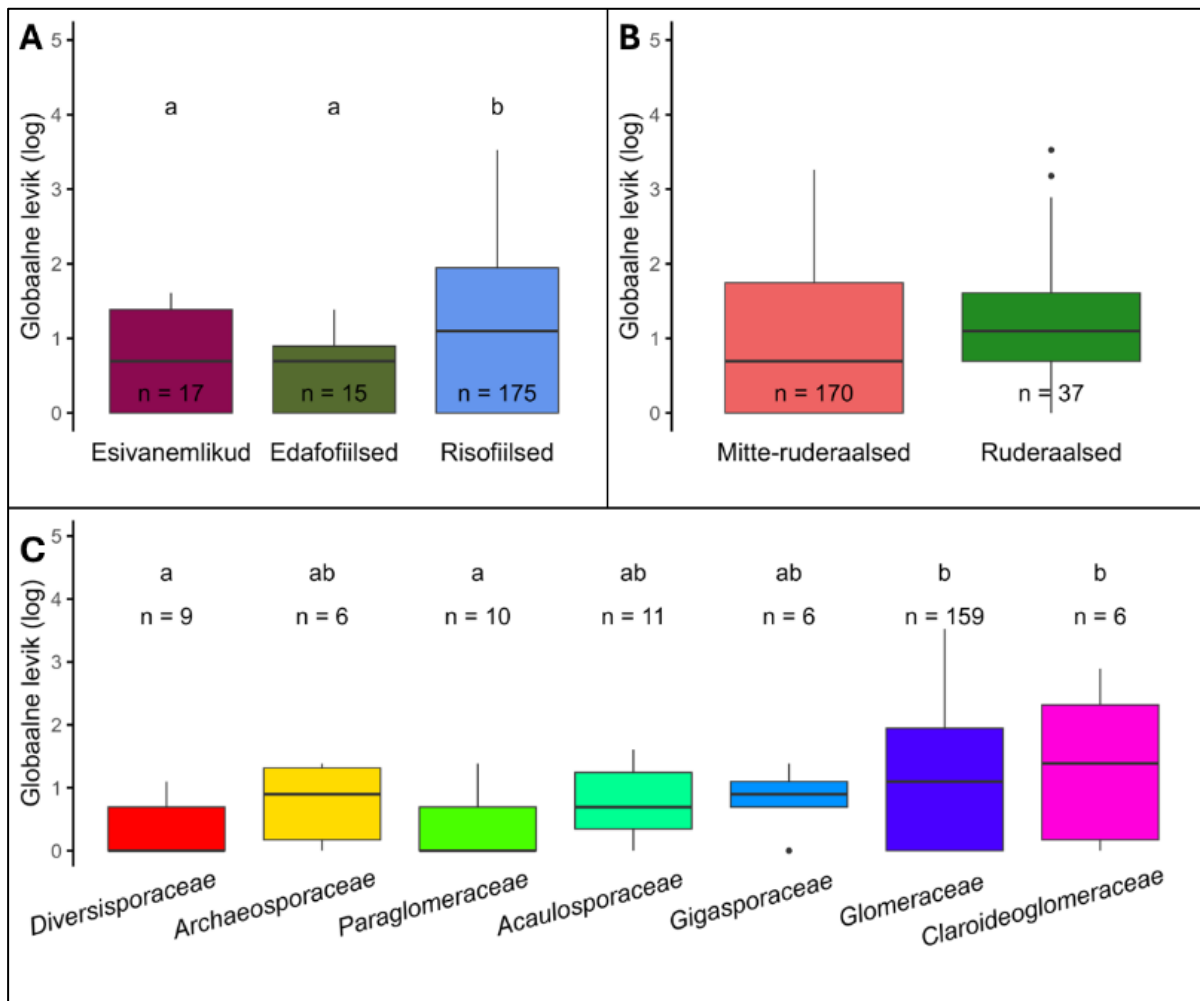 A
Globaalne levik (log)
5
4
3
2
1
0
a a b
n = 17 n = 15 n = 175
Esivanemlikud Edafofiilsed Risofiilsed
B
Globaalne levik (log)
5
4
3
2
1
0
n = 170 n = 37
Mitte-ruderaalsed Ruderaalsed
C
Globaalne levik (log)
5
4
3
2
1
0
a ab a ab ab b b
n = 9 n = 6 n = 10 n = 11 n = 6 n = 159 n = 6
Diversisporaceae Archaeosporaceae Paraglomeraceae Acaulosporaceae Gigasporaceae Glomeraceae Claroideoglomeraceae